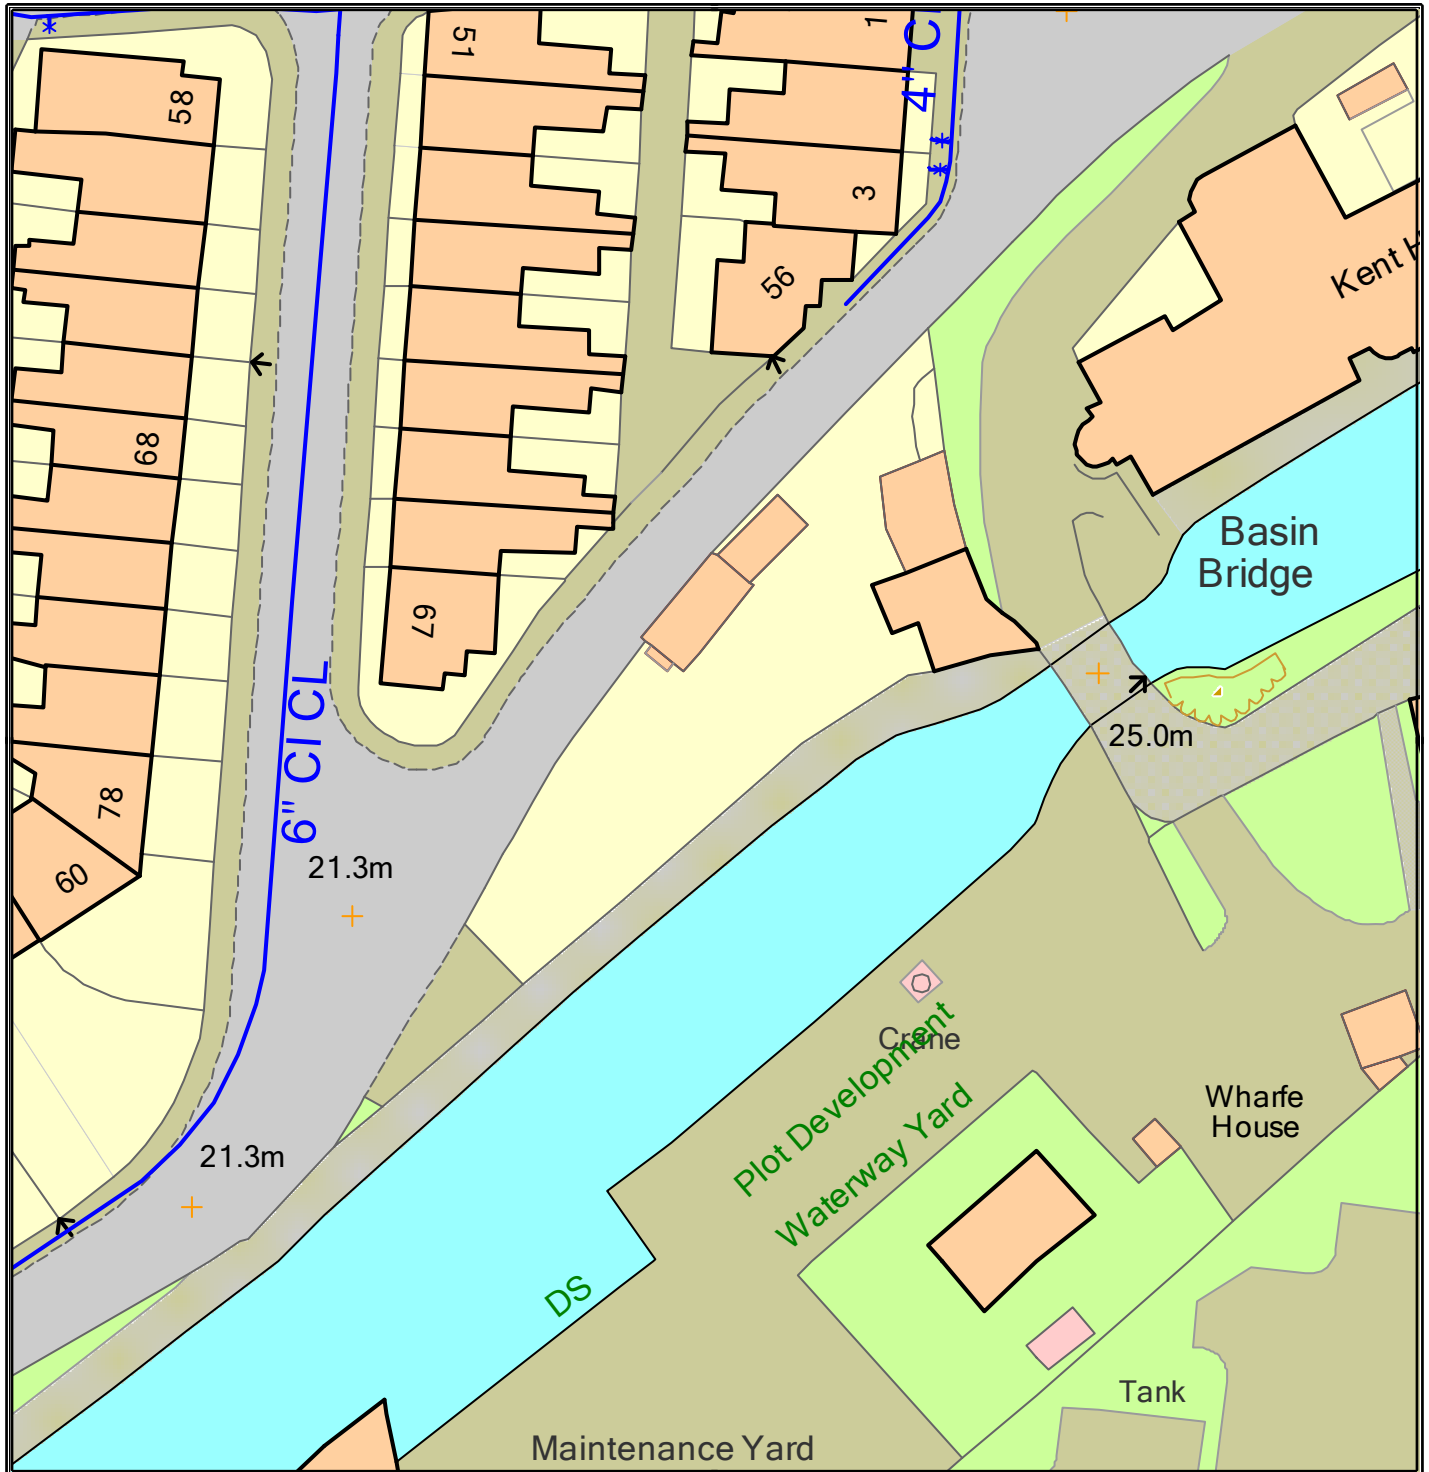 51
1
4" C
58
3
Kent H
56
68
Basin
Bridge
67
6" CI CL
25.0m
78
60
21.3m
Crane
Plot Development
Waterway Yard
Wharfe
House
21.3m
DS
Tank
Maintenance Yard